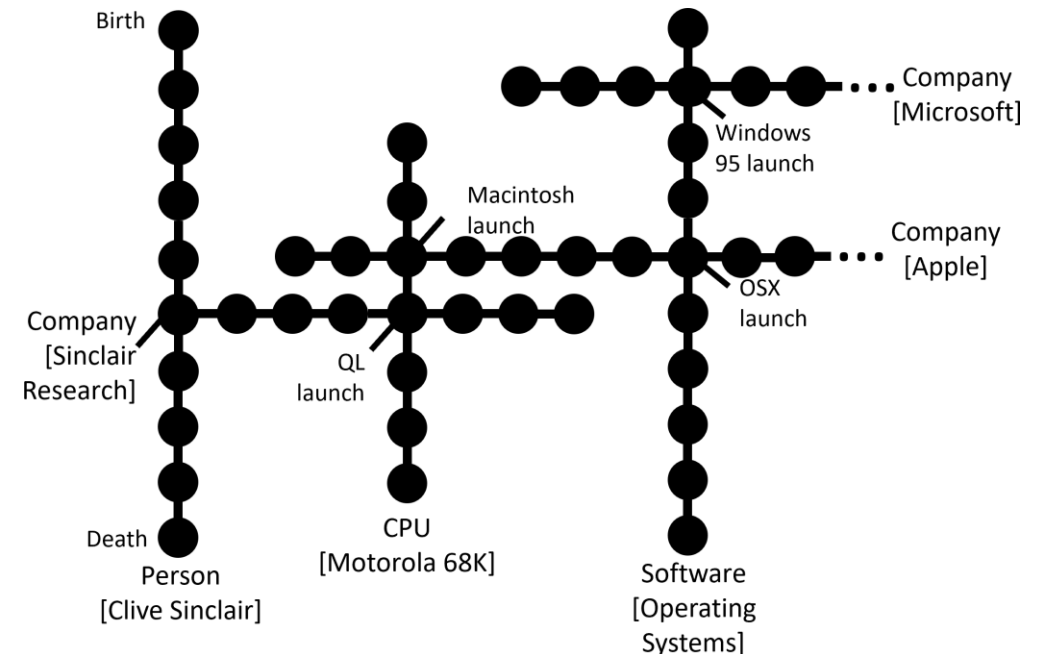 Birth
Company
[Microsoft]
Windows
95 launch
Macintosh
launch
Company
[Apple]
OSX
launch
Company
[Sinclair
Research]
QL
launch
Death
Person
[Clive Sinclair]
CPU
[Motorola 68K]
Software
[Operating
Systems]